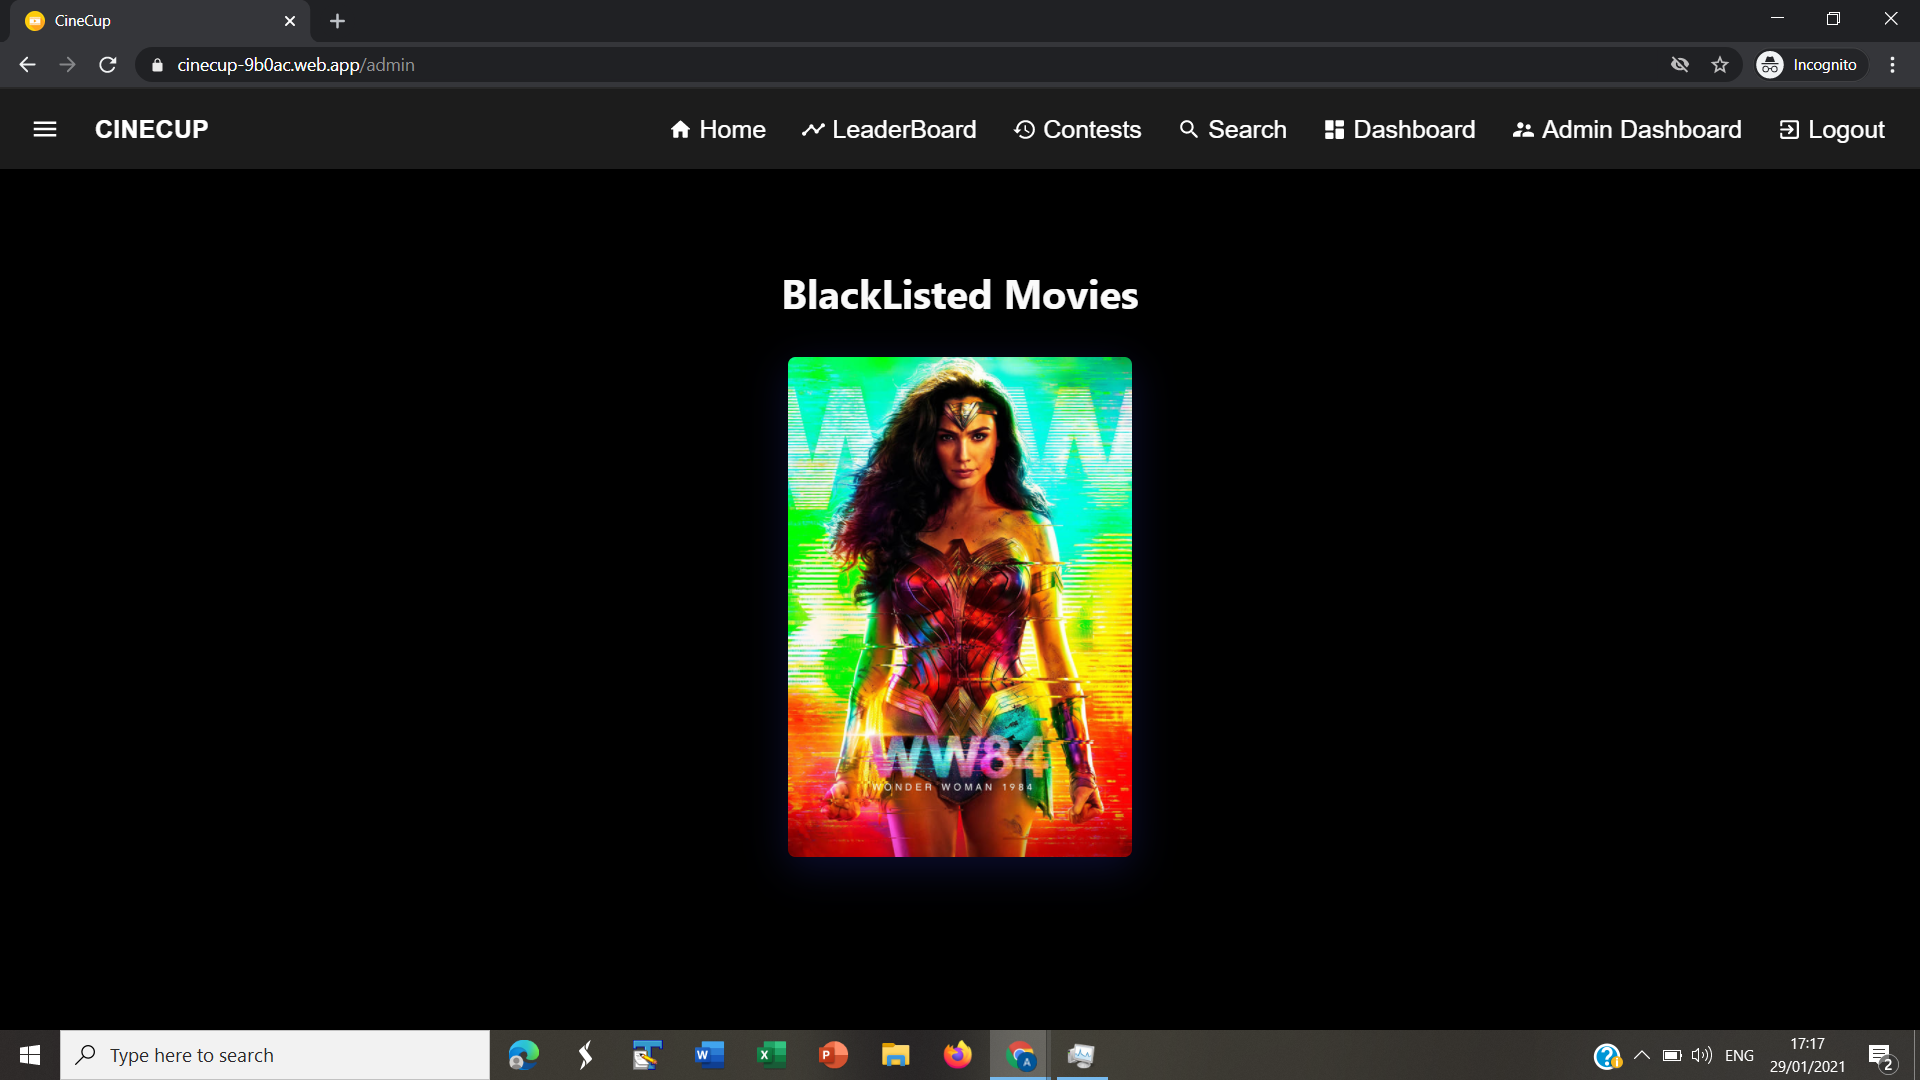 CineCup
cinecup-9b0ac.web.app/admin
Incognito
CINECUP
Home
LeaderBoard
Contests
Search
Dashboard
Admin Dashboard
Logout
BlackListed Movies
WW
WW84
WONDER WOMAN 1984
Type here to search
W
X
P
A
ENG
17:17
29/01/2021
2